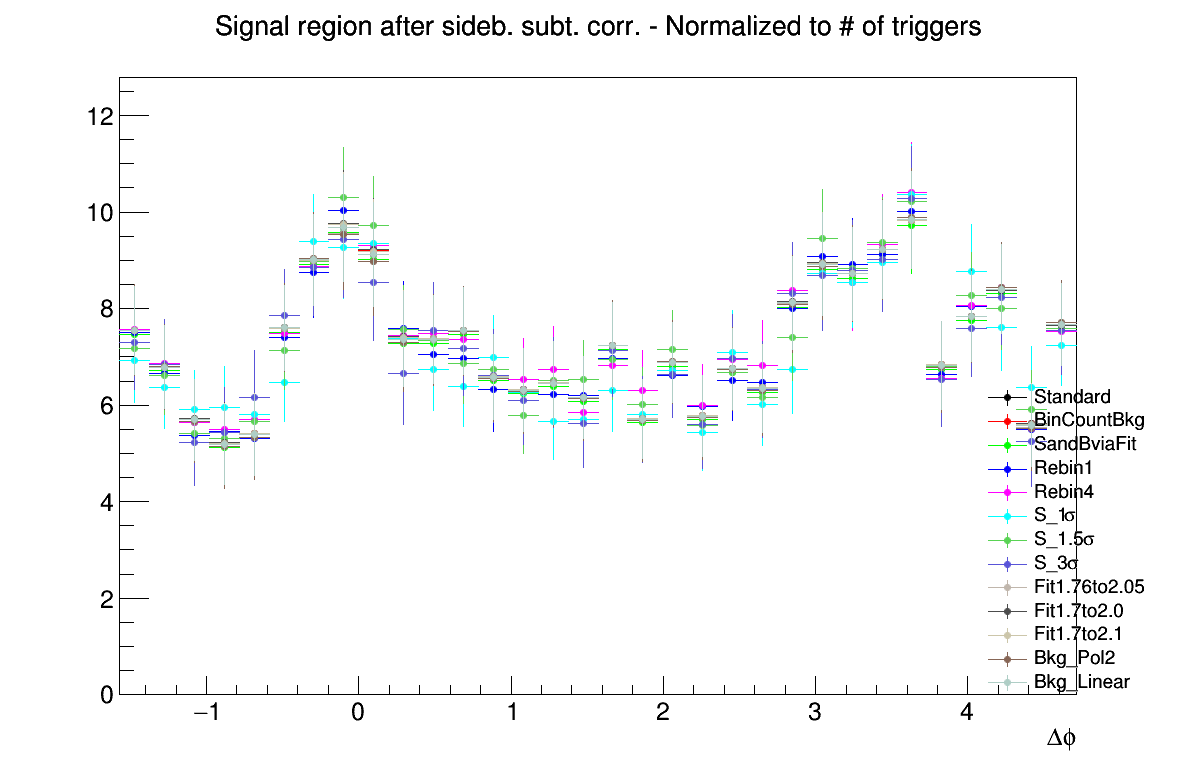 Signal region after sideb. subt. corr. - Normalized to # of triggers
12
10
8
6
4
2
0
−1 0 1 2 3 4
Δϕ
Standard
BinCountBkg
SandBviaFit
Rebin1
Rebin4
S_1σ
S_1.5σ
S_3σ
Fit1.76to2.05
Fit1.7to2.0
Fit1.7to2.1
Bkg_Pol2
Bkg_Linear